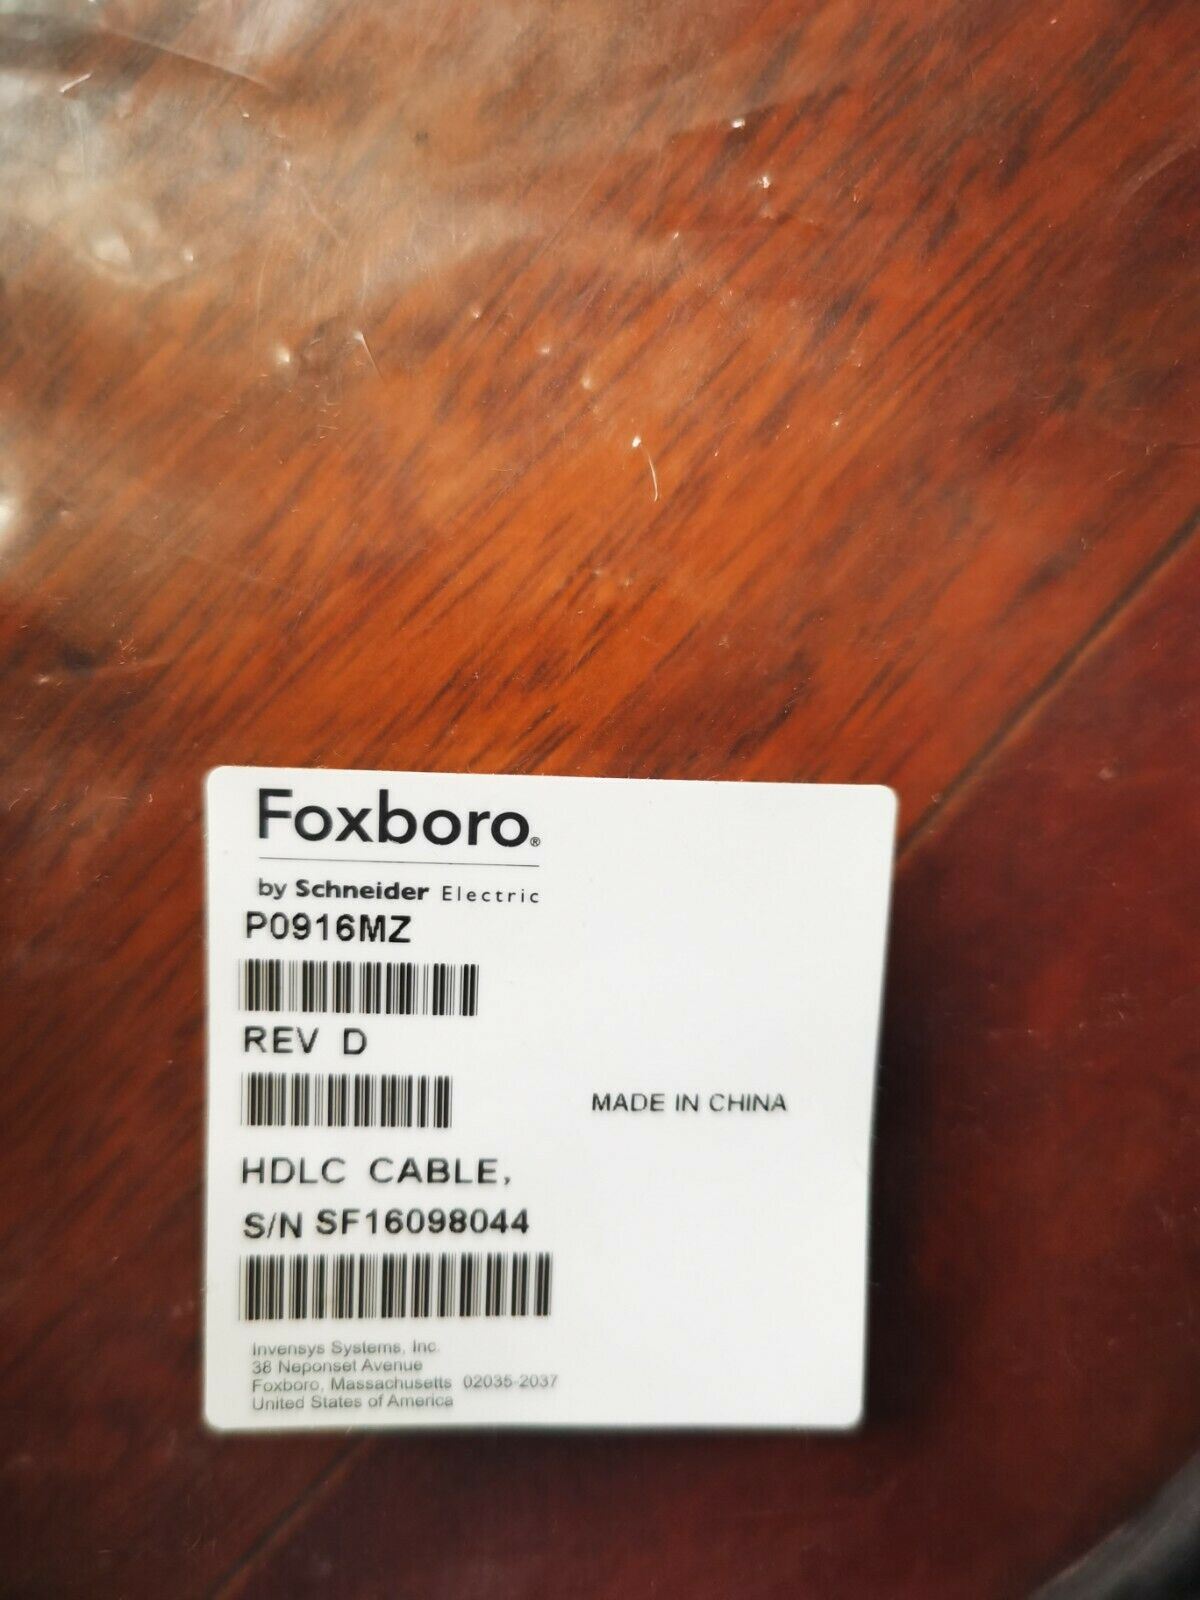 Foxboro®
by Schneider Electric
P0916MZ
REV D
MADE IN CHINA
HDLC CABLE,
S/N SF16098044
Invensys Systems, Inc.
38 Neponset Avenue
Foxboro, Massachusetts 02035-2037
United States of America